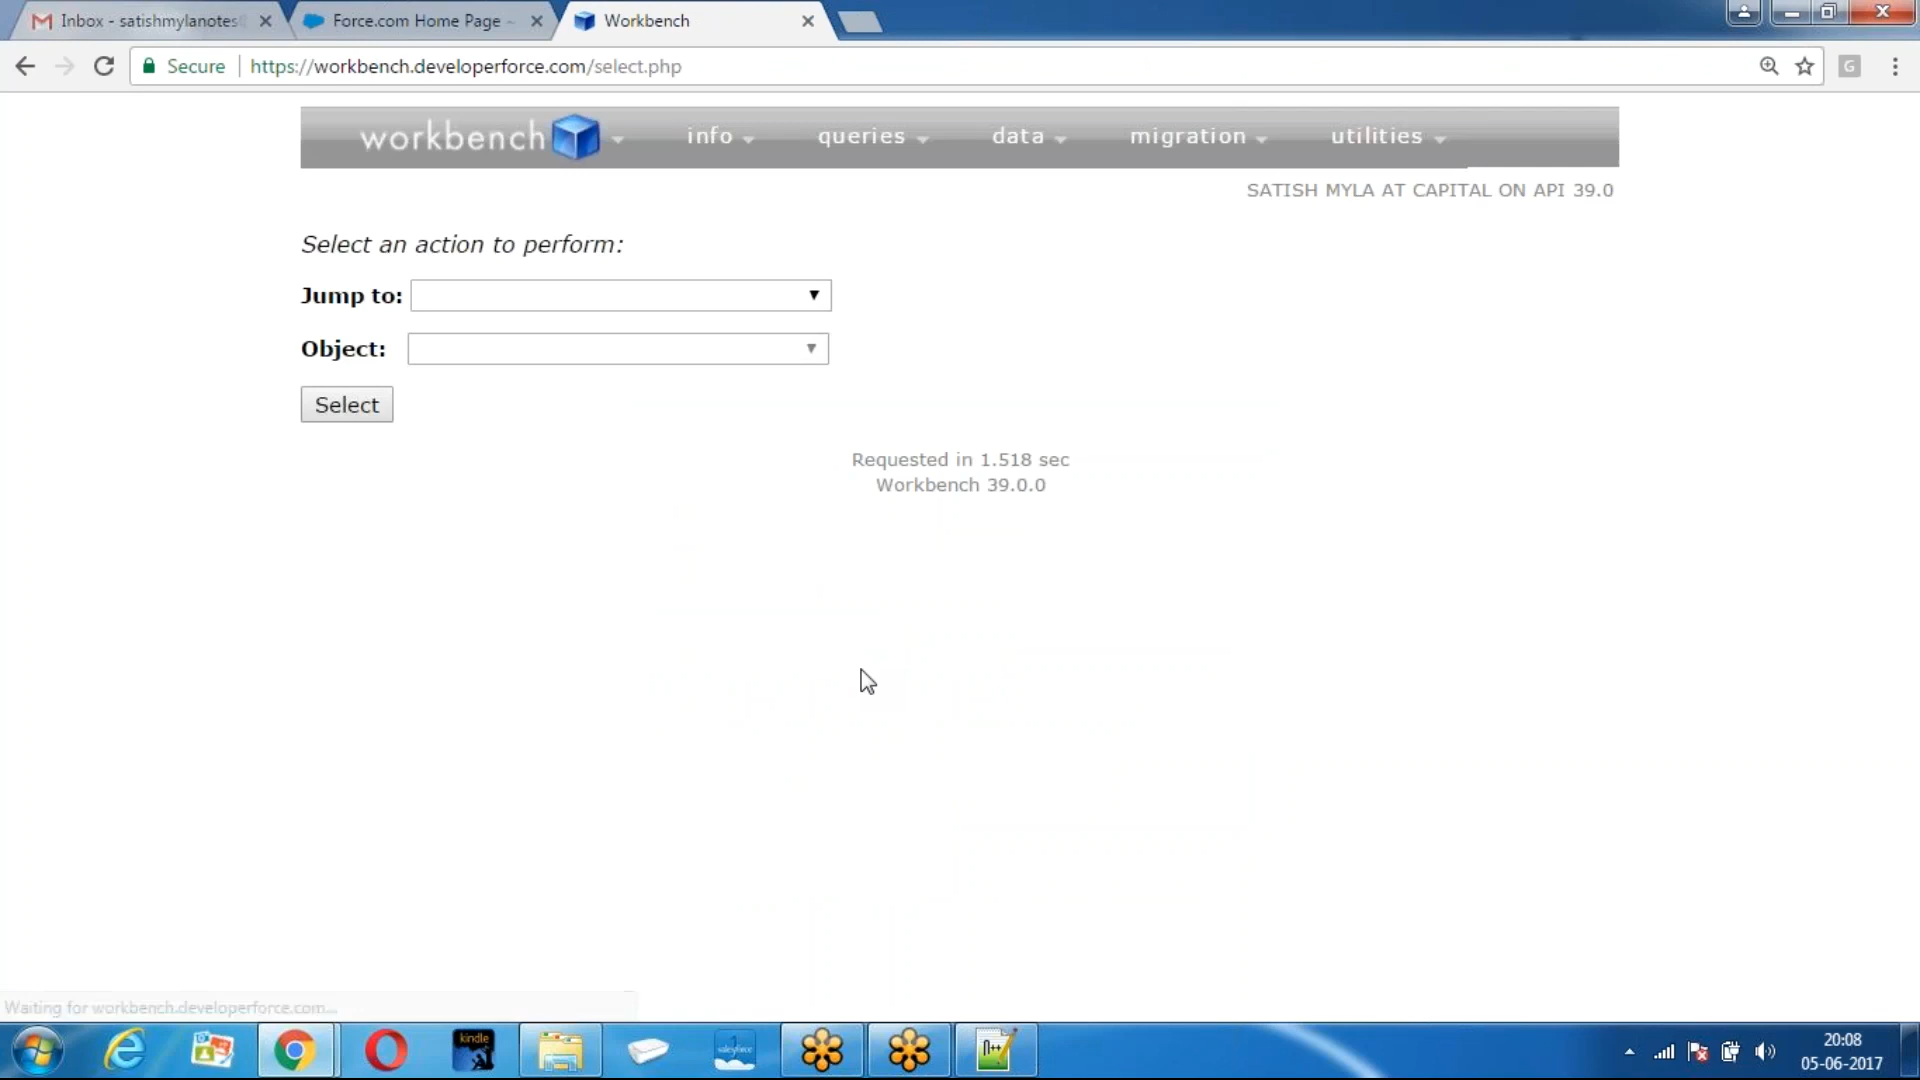 Inbox - satishmylanotes
Force.com Home Page -
Workbench
Secure
https://workbench.developerforce.com/select.php
G
workbench
info
queries
data
migration
utilities
SATISH MYLA AT CAPITAL ON API 39.0
Select an action to perform:
Jump to:
Object:
Select
Requested in 1.518 sec
Workbench 39.0.0
Waiting for workbench.developerforce.com...
kindle
salesforce
n++
20:08
05-06-2017